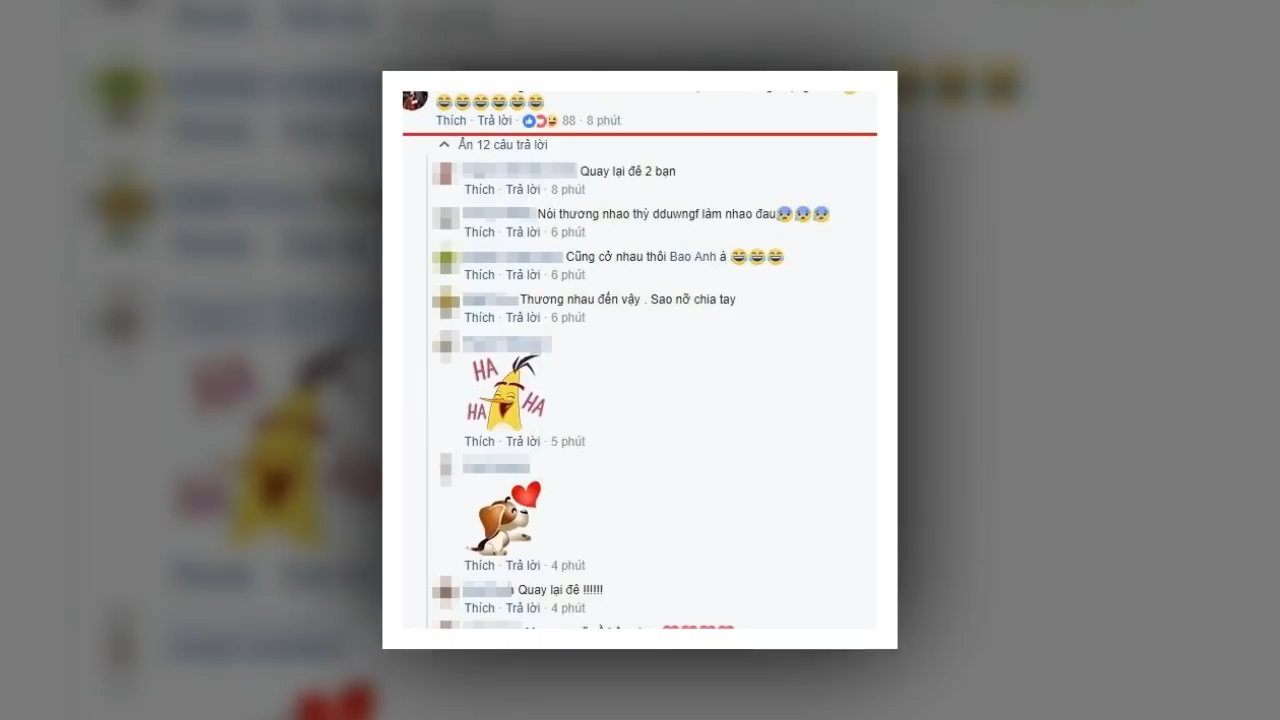 Thích · Trả lời · 88 · 8 phút
Ẩn 12 câu trả lời
Quay lại đê 2 bạn
Thích · Trả lời · 8 phút
Nói thương nhao thỳ dduwngf làm nhao đau
Thích · Trả lời · 6 phút
Cũng cở nhau thôi Bao Anh à
Thích · Trả lời · 6 phút
Thương nhau đến vậy . Sao nỡ chia tay
Thích · Trả lời · 6 phút
HA
HA
HA
Thích · Trả lời · 5 phút
Thích · Trả lời · 4 phút
Quay lại đê !!!!!!
Thích · Trả lời · 4 phút